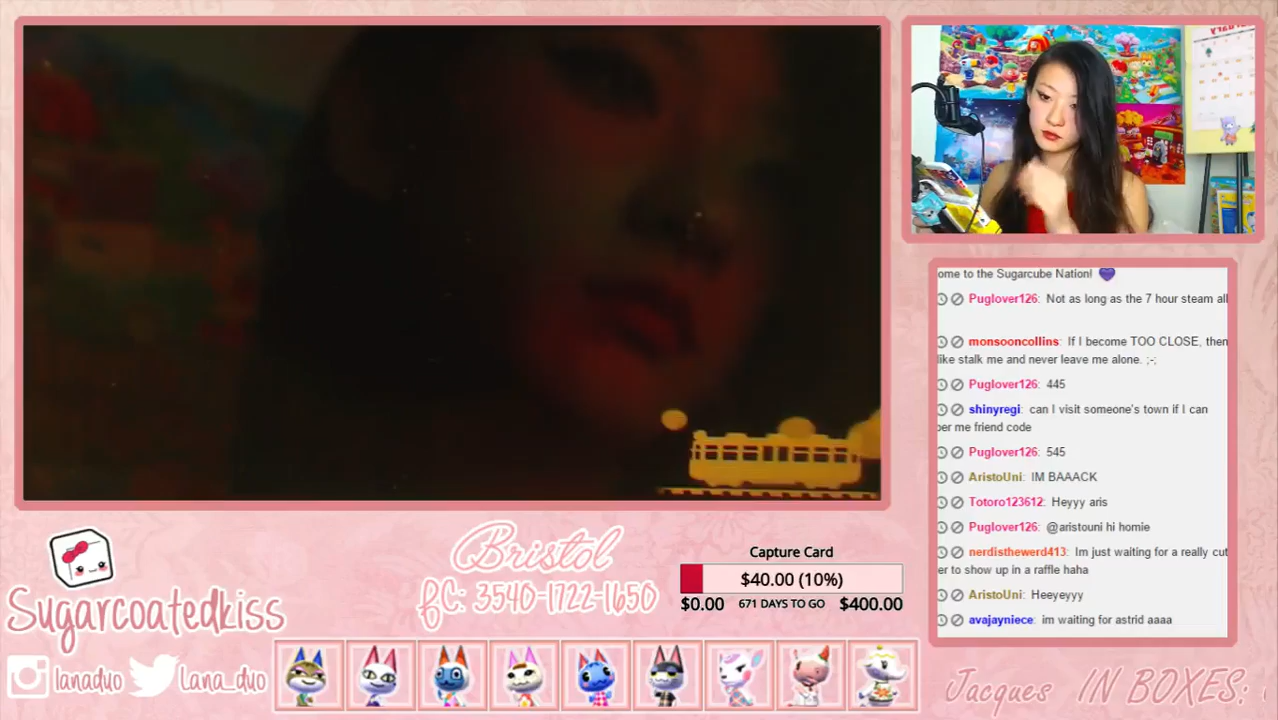 ome to the Sugarcube Nation!
Puglover126: Not as long as the 7 hour steam all
monsooncollins: If I become TOO CLOSE, then
like stalk me and never leave me alone. ;-;
Puglover126: 445
shinyregi: can I visit someone's town if I can
per me friend code
Puglover126: 545
AristoUni: IM BAAACK
Totoro123612: Heyyy aris
Puglover126: @aristouni hi homie
nerdisthewerd413: Im just waiting for a really cut
er to show up in a raffle haha
AristoUni: Heeyeyyy
avajayniece: im waiting for astrid aaaa
Bristol
fC: 3540-1722-1650
Capture Card
$40.00 (10%)
$0.00 671 DAYS TO GO $400.00
Sugarcoatedkiss
lanaduo Lana_duo
Jacques IN BOXES: